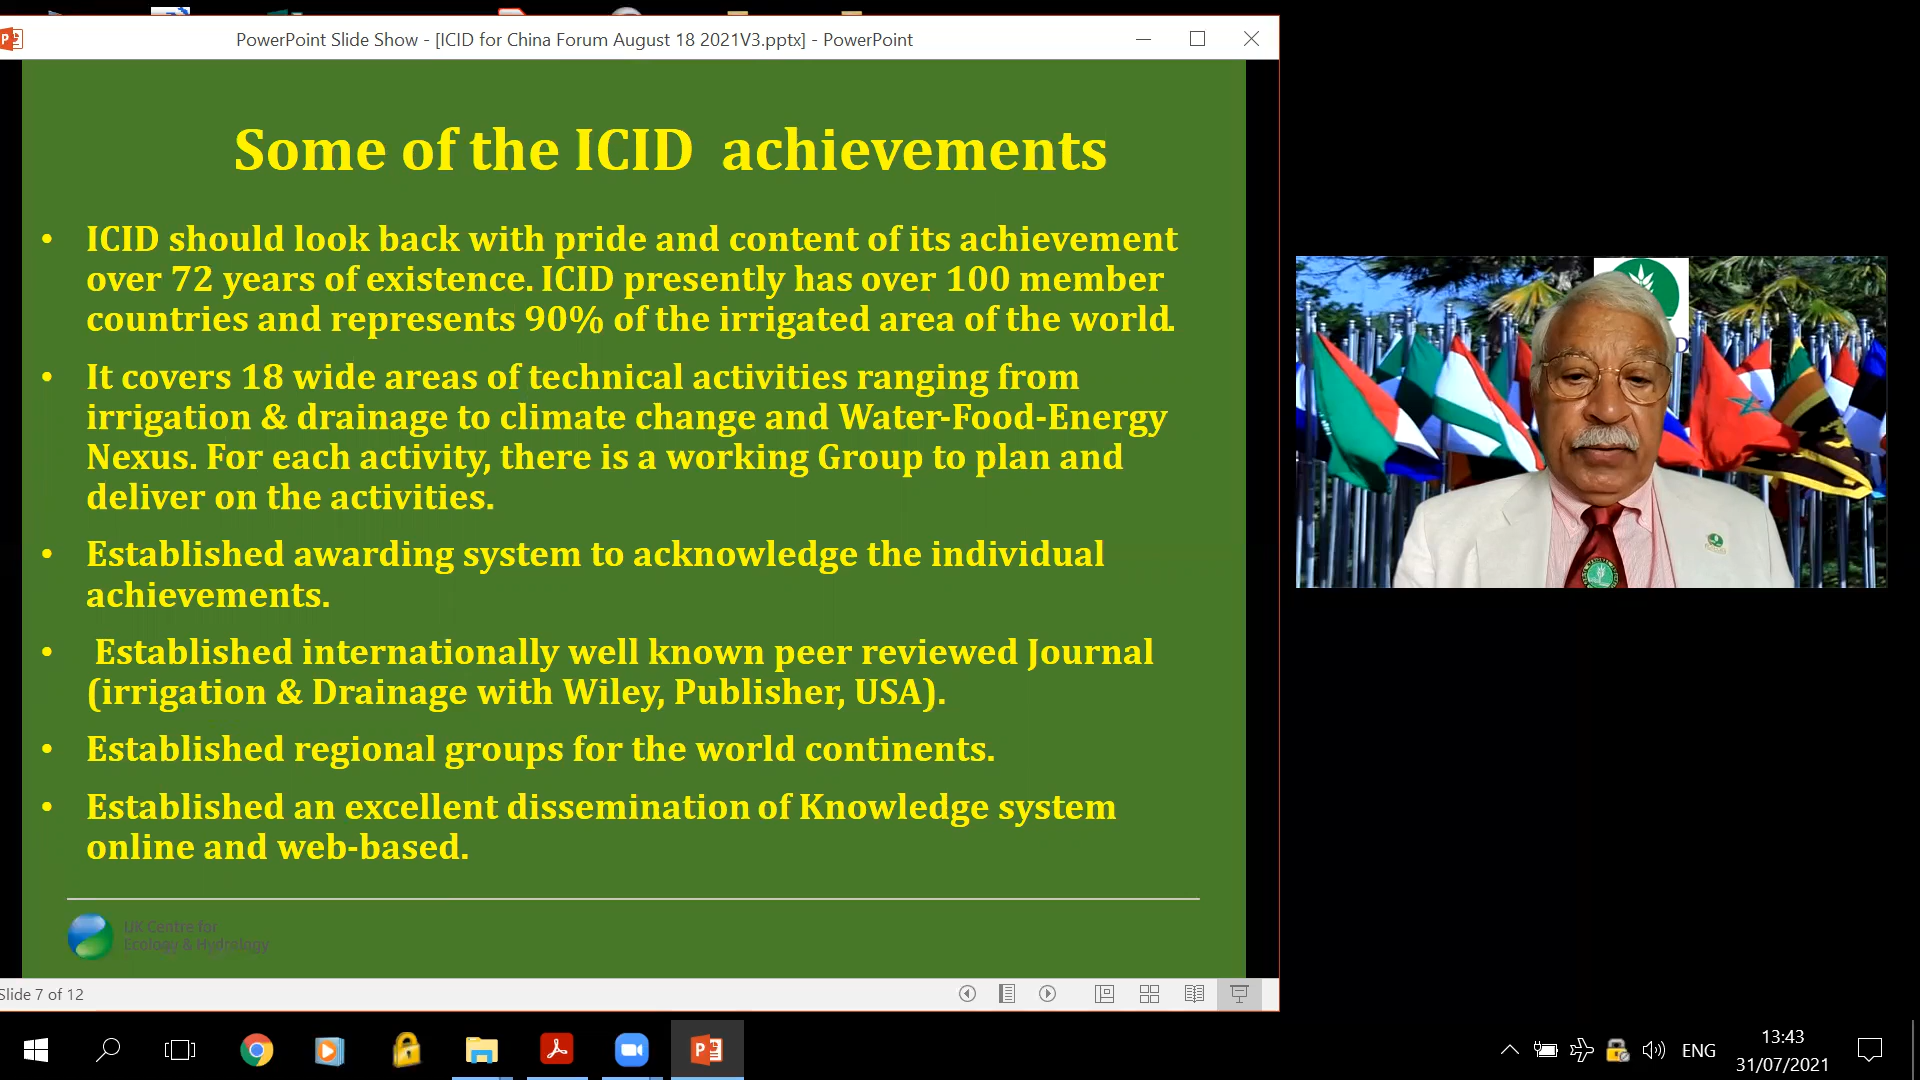 PowerPoint Slide Show - [ICID for China Forum August 18 2021V3.pptx] - PowerPoint
Some of the ICID achievements
• ICID should look back with pride and content of its achievement
over 72 years of existence. ICID presently has over 100 member
countries and represents 90% of the irrigated area of the world.
• It covers 18 wide areas of technical activities ranging from
irrigation & drainage to climate change and Water-Food-Energy
Nexus. For each activity, there is a working Group to plan and
deliver on the activities.
• Established awarding system to acknowledge the individual
achievements.
• Established internationally well known peer reviewed Journal
(irrigation & Drainage with Wiley, Publisher, USA).
• Established regional groups for the world continents.
• Established an excellent dissemination of Knowledge system
online and web-based.
UK Centre for
Ecology & Hydrology
Slide 7 of 12
ENG
13:43
31/07/2021